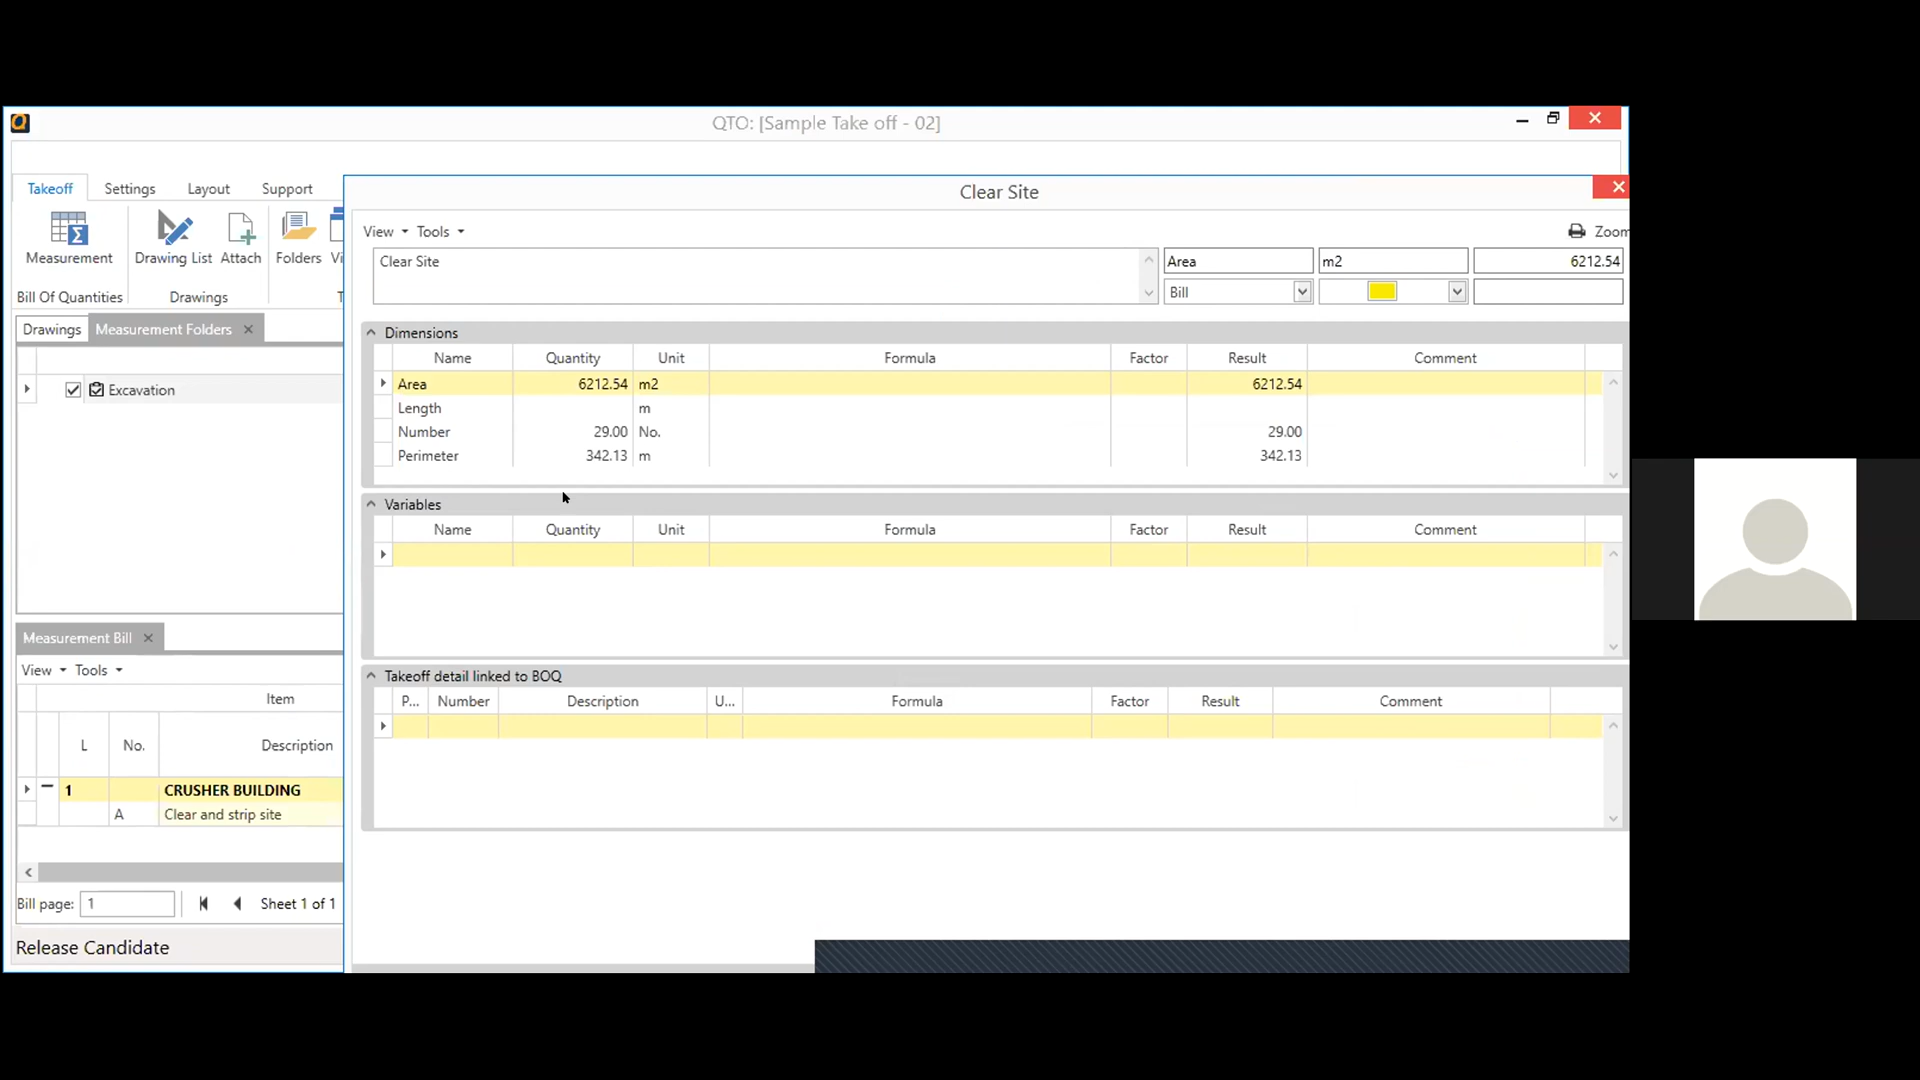 QTO: [Sample Take off - 02]
Takeoff Settings Layout Support
Measurement Drawing List Attach Folders
Bill Of Quantities Drawings
Drawings Measurement Folders
Excavation
Measurement Bill
View Tools
Item
L No. Description
1 CRUSHER BUILDING
A Clear and strip site
Bill page: 1 Sheet 1 of 1
Release Candidate
Clear Site
View Tools Zoom
Clear Site Area m2 6212.54
Bill
Dimensions
Name Quantity Unit Formula Factor Result Comment
Area 6212.54 m2 6212.54
Length m
Number 29.00 No. 29.00
Perimeter 342.13 m 342.13
Variables
Name Quantity Unit Formula Factor Result Comment
Takeoff detail linked to BOQ
P... Number Description U... Formula Factor Result Comment